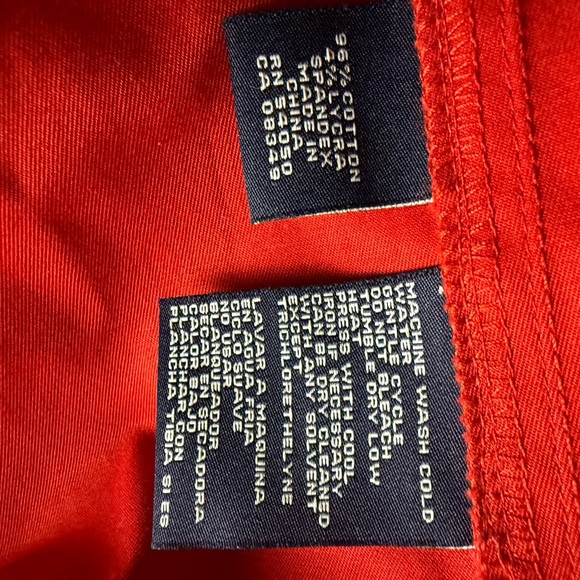 96% COTTON
4% LYCRA
SPANDEX
MADE IN
CHINA
RN 54050
CA 08349
MACHINE WASH COLD
WATER
GENTLE CYCLE
DO NOT BLEACH
TUMBLE DRY LOW
HEAT
PRESS WITH COOL
IRON IF NECESSARY
CAN BE DRY CLEANED
WITH ANY SOLVENT
EXCEPT
TRICHLORETHELYNE
LAVAR A MAQUINIA
EN AGUA FRIA
CICLO SUAVE
NO USAR
BLANQUEADOR
SECAR EN SECADORA
CALOR BAJO
PLANCHAR CON
PLANCHA TIBIA SI ES